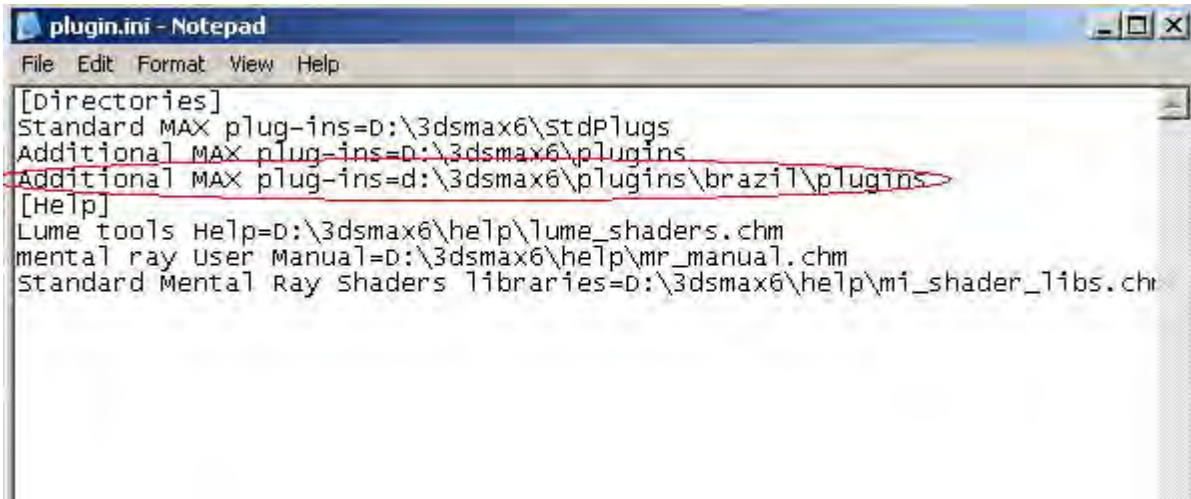 plugin.ini - Notepad
File Edit Format View Help
[Directories]
Standard MAX plug-ins=D:\3dsmax6\StdPlugs
Additional MAX plug-ins=D:\3dsmax6\plugins
Additional MAX plug-ins=d:\3dsmax6\plugins\brazil\plugins
[Help]
Lume tools Help=D:\3dsmax6\help\lume_shaders.chm
mental ray User Manual=D:\3dsmax6\help\mr_manual.chm
Standard Mental Ray Shaders libraries=D:\3dsmax6\help\mi_shader_libs.chm